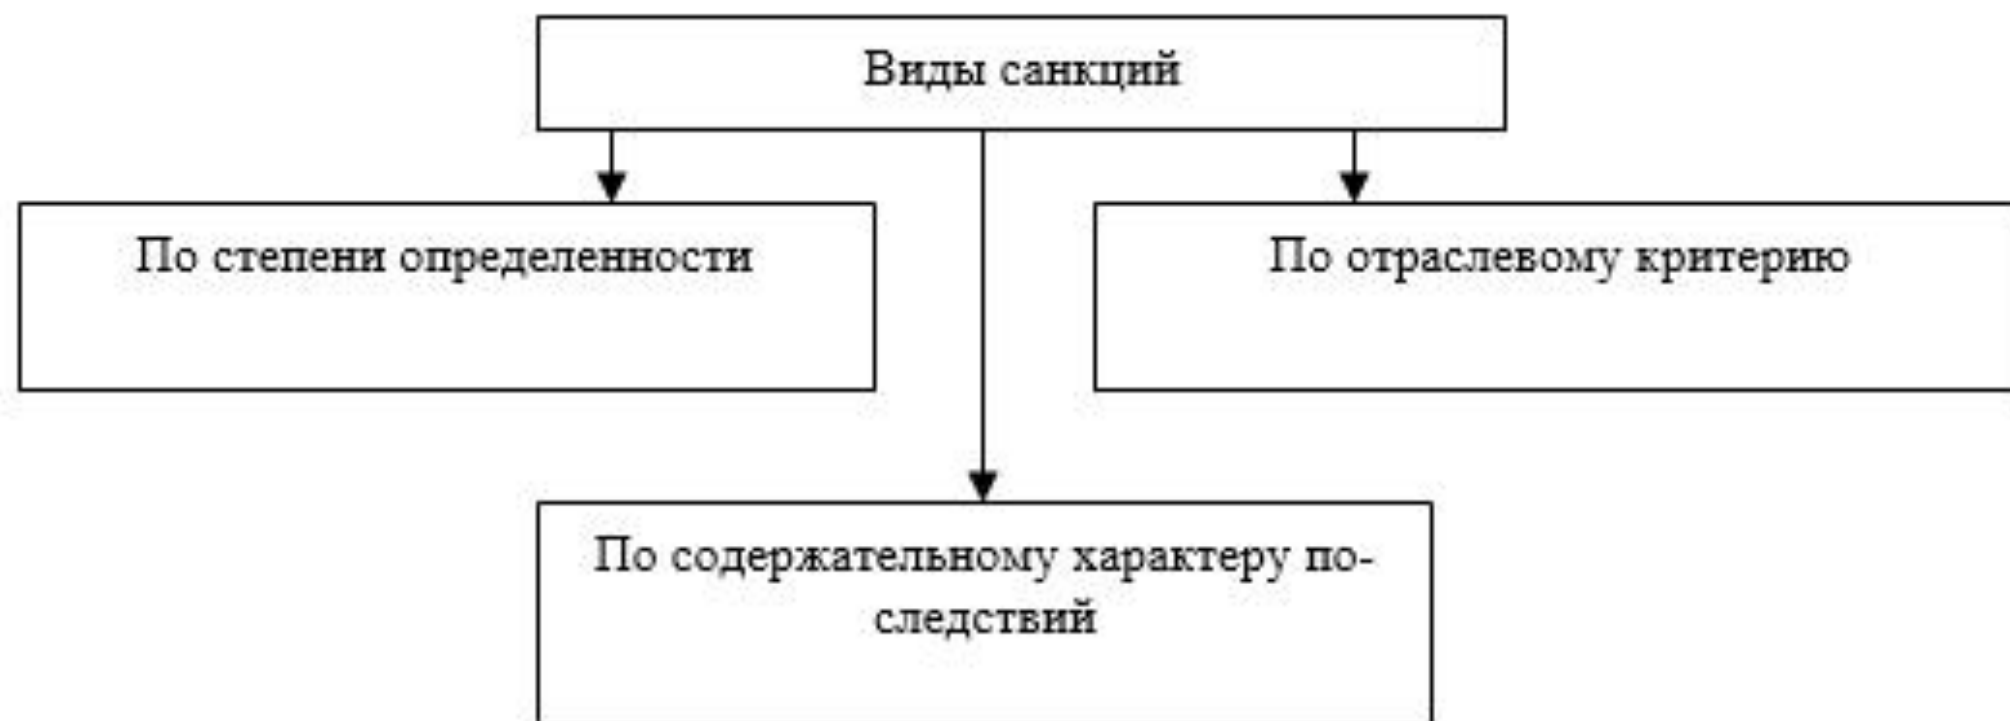 Виды санкций
По степени определенности
По отраслевому критерию
По содержательному характеру по-
следствий